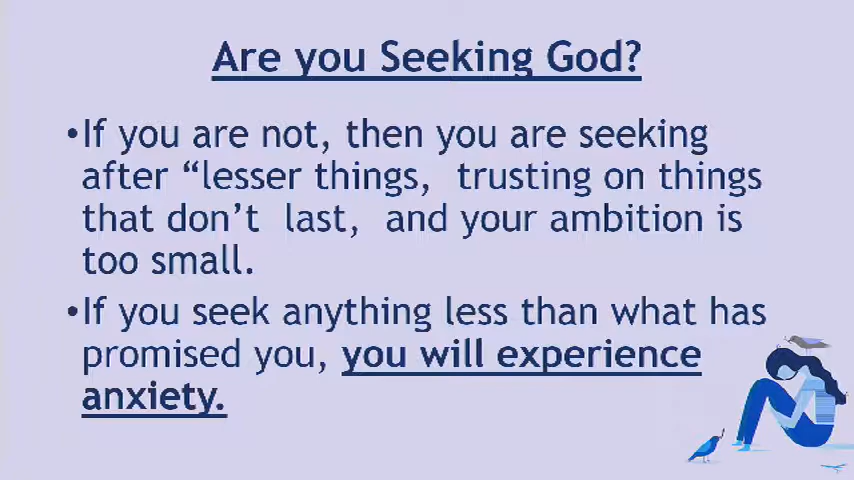 Are you Seeking God?
•If you are not, then you are seeking
after “lesser things,  trusting on things
that don’t  last,  and your ambition is
too small.
•If you seek anything less than what has
promised you, you will experience
anxiety.